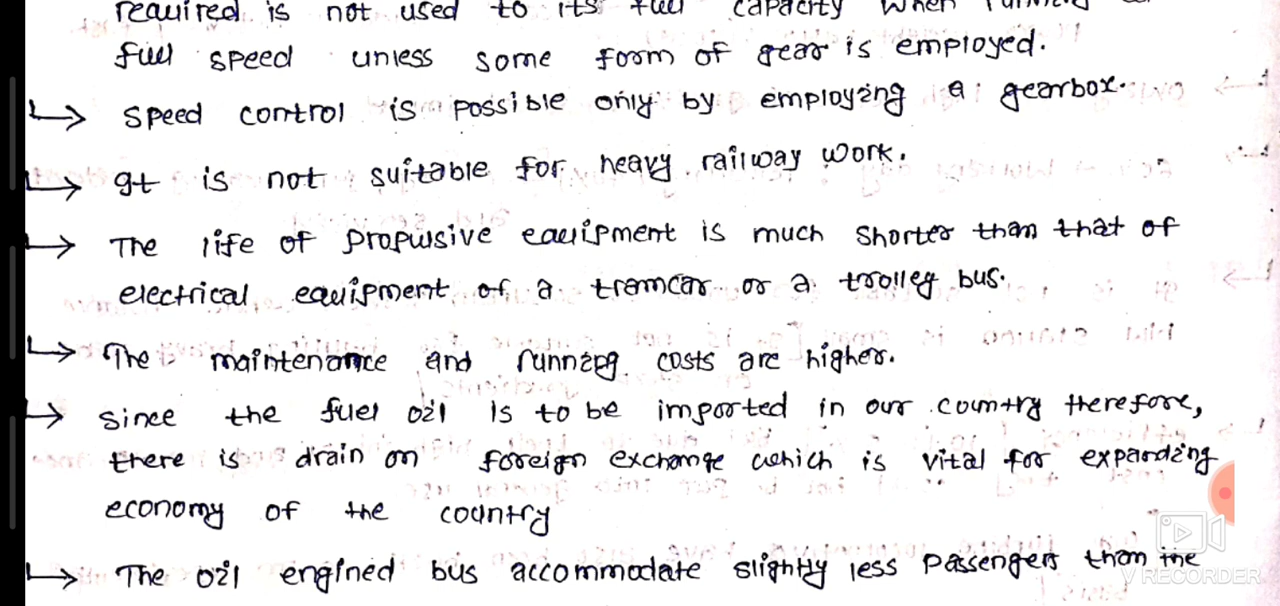 required is not used to its full capacity when running at
full speed unless some form of gear is employed.
↳ speed control is possible only by employing a gearbox.
↳ It is not suitable for heavy railway work.
→ The life of propulsive equipment is much shorter than that of
electrical equipment of a tramcar or a trolley bus.
↳ The maintenance and running costs are higher.
→ since the fuel oil is to be imported in our country therefore,
there is drain on foreign exchange which is vital for expanding
economy of the country
→ The oil engined bus accommodate slightly less passengers than the
V RECORDER